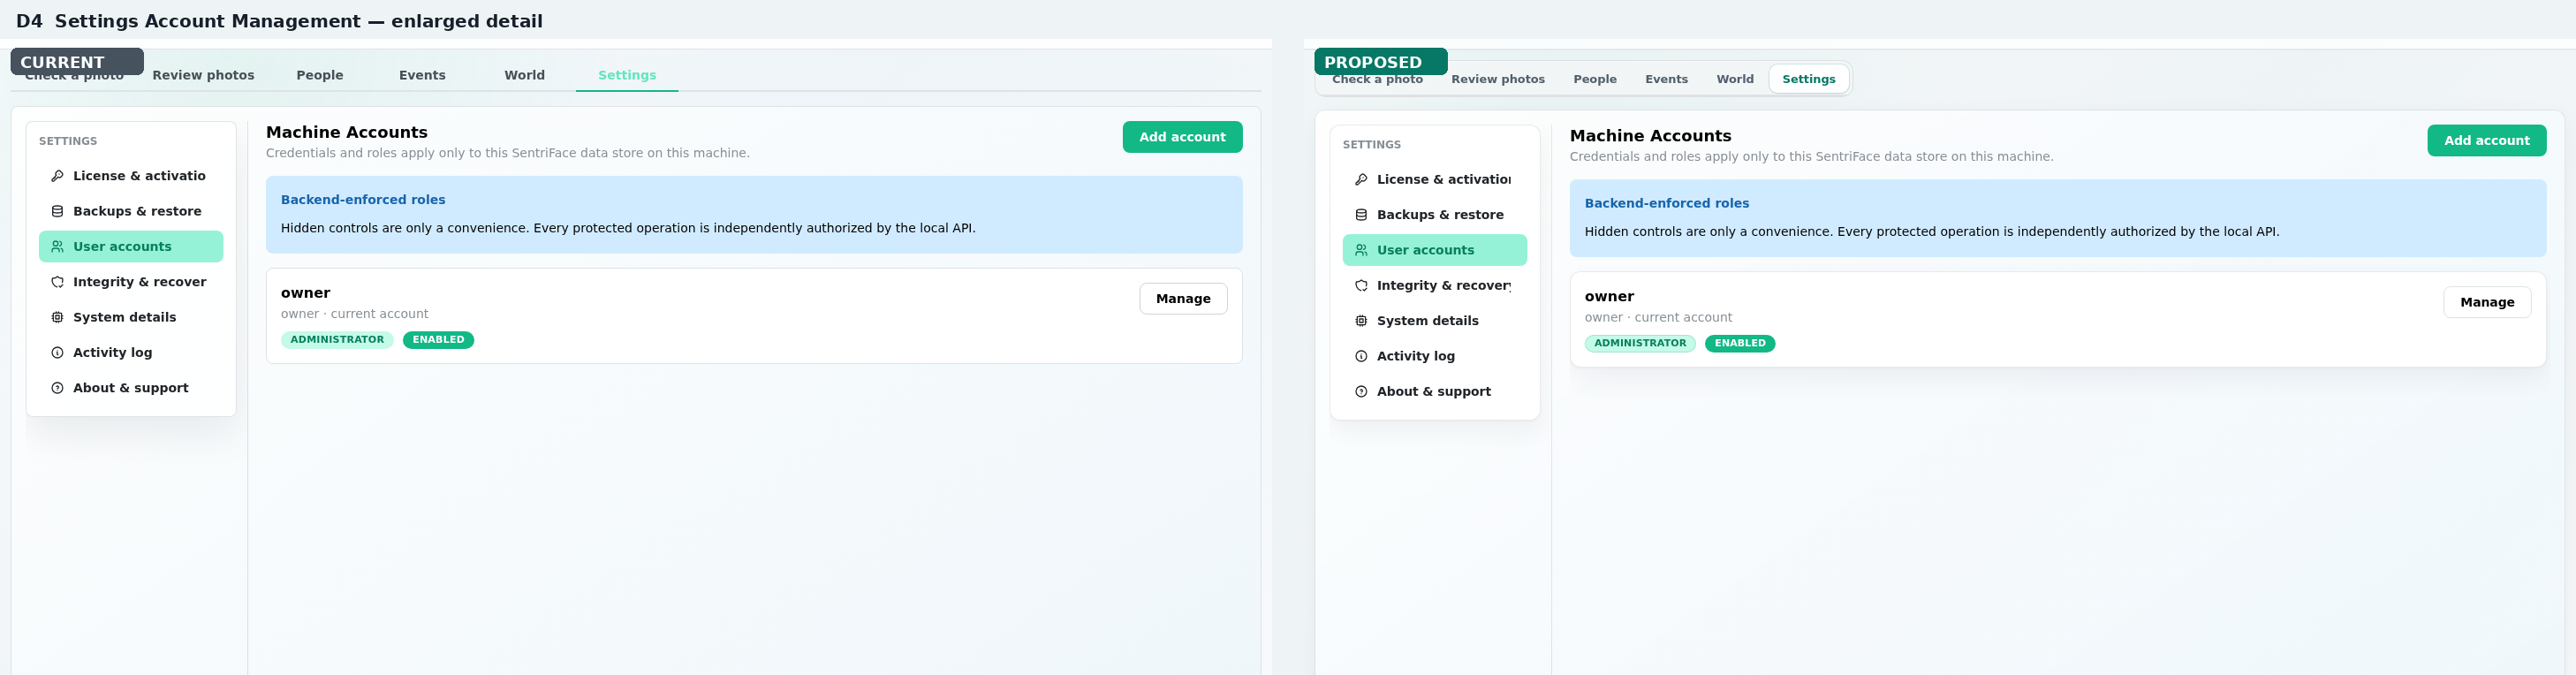 D4 Settings Account Management — enlarged detail
CURRENT
Check a photo Review photos People Events World Settings
SETTINGS
License & activatio
Backups & restore
User accounts
Integrity & recover
System details
Activity log
About & support
Machine Accounts
Credentials and roles apply only to this SentriFace data store on this machine.
Add account
Backend-enforced roles
Hidden controls are only a convenience. Every protected operation is independently authorized by the local API.
owner
owner · current account
ADMINISTRATOR ENABLED
Manage
PROPOSED
Check a photo Review photos People Events World Settings
SETTINGS
License & activation
Backups & restore
User accounts
Integrity & recovery
System details
Activity log
About & support
Machine Accounts
Credentials and roles apply only to this SentriFace data store on this machine.
Add account
Backend-enforced roles
Hidden controls are only a convenience. Every protected operation is independently authorized by the local API.
owner
owner · current account
ADMINISTRATOR ENABLED
Manage